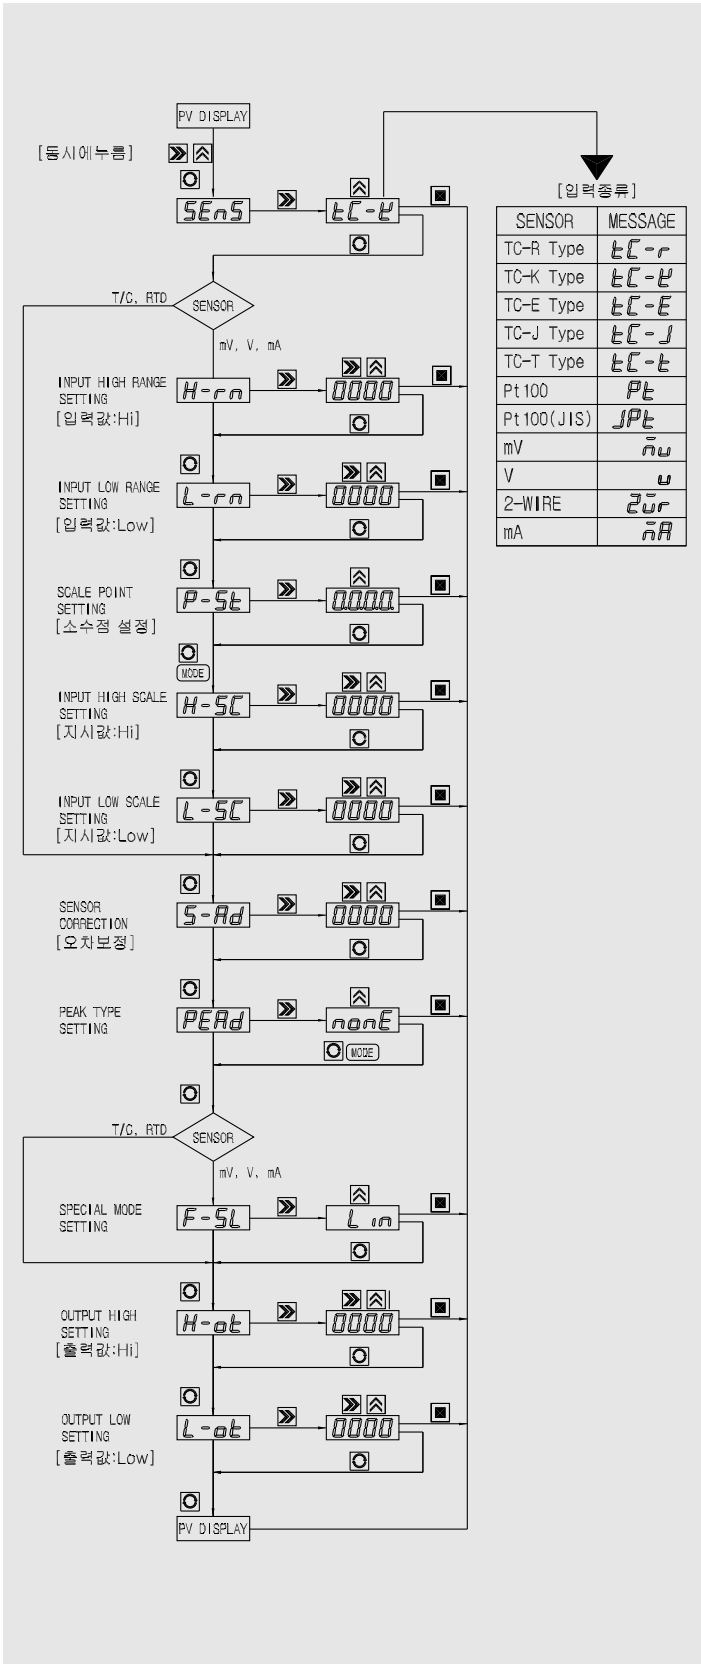 PV DISPLAY
[동시에누름]
SEnS
tC-K
[입력종류]
SENSOR MESSAGE
TC-R Type tC-r
TC-K Type tC-K
TC-E Type tC-E
TC-J Type tC-J
TC-T Type tC-t
Pt100 Pt
Pt100(JIS) JPt
mV
V u
2-WIRE
mA
T/C, RTD
SENSOR
mV, V, mA
INPUT HIGH RANGE
SETTING
[입력값:Hi]
H-rn
0000
INPUT LOW RANGE
SETTING
[입력값:Low]
L-rn
0000
SCALE POINT
SETTING
[소수점 설정]
P-St
0.0.0.0.
MODE
INPUT HIGH SCALE
SETTING
[지시값:Hi]
H-SC
0000
INPUT LOW SCALE
SETTING
[지시값:Low]
L-SC
0000
SENSOR
CORRECTION
[오차보정]
S-Ad
0000
PEAK TYPE
SETTING
PEAd
nonE
MODE
T/C, RTD
SENSOR
mV, V, mA
SPECIAL MODE
SETTING
F-SL
Lin
OUTPUT HIGH
SETTING
[출력값:Hi]
H-ot
0000
OUTPUT LOW
SETTING
[출력값:Low]
L-ot
0000
PV DISPLAY